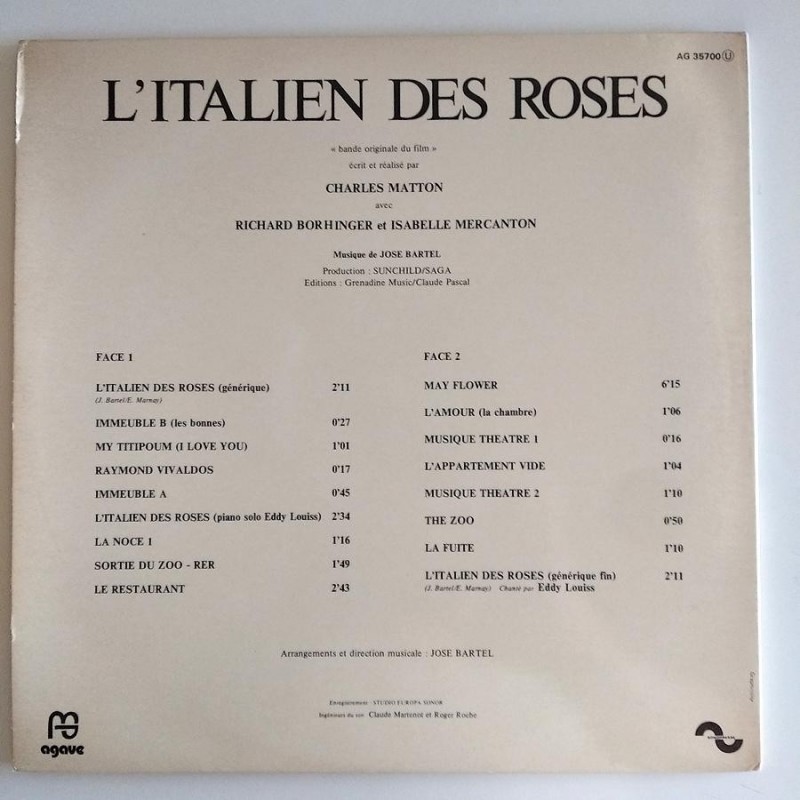 AG 35700 U
L'ITALIEN DES ROSES
« bande originale du film »
écrit et réalisé par
CHARLES MATTON
avec
RICHARD BORHINGER et ISABELLE MERCANTON
Musique de JOSE BARTEL
Production : SUNCHILD/SAGA
Editions : Grenadine Music/Claude Pascal
FACE 1
L'ITALIEN DES ROSES (générique) 2'11
(J. Bartel/E. Marnay)
IMMEUBLE B (les bonnes) 0'27
MY TITIPOUM (I LOVE YOU) 1'01
RAYMOND VIVALDOS 0'17
IMMEUBLE A 0'45
L'ITALIEN DES ROSES (piano solo Eddy Louiss) 2'34
LA NOCE 1 1'16
SORTIE DU ZOO - RER 1'49
LE RESTAURANT 2'43
FACE 2
MAY FLOWER 6'15
L'AMOUR (la chambre) 1'06
MUSIQUE THEATRE 1 0'16
L'APPARTEMENT VIDE 1'04
MUSIQUE THEATRE 2 1'10
THE ZOO 0'50
LA FUITE 1'10
L'ITALIEN DES ROSES (générique fin) 2'11
(J. Bartel/E. Marnay) Chanté par Eddy Louiss
Arrangements et direction musicale : JOSE BARTEL
Enregistrement : STUDIO EUROPA SONOR
Ingénieurs du son : Claude Martenot et Roger Roche
agave